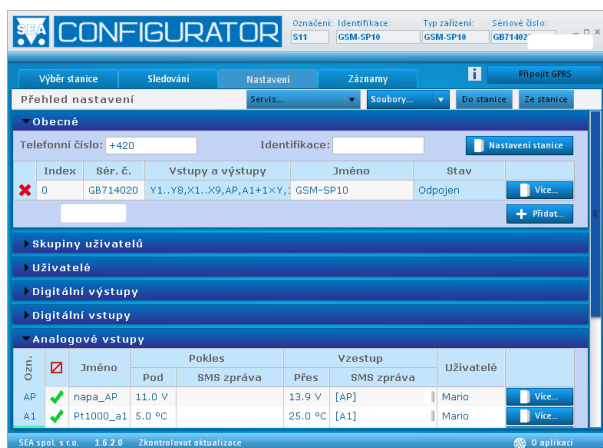 SEA CONFIGURATOR
Označení: Identifikace: Typ zařízení: Sériové číslo:
S11 GSM-SP10 GSM-SP10 GB71402
Výběr stanice Sledování Nastavení Záznamy i Připojit GPRS
Přehled nastavení Servis... Soubory... Do stanice Ze stanice
Obecné
Telefonní číslo: +420 Identifikace: Nastavení stanice
Index Sér. č. Vstupy a výstupy Jméno Stav
0 GB714020 Y1..Y8,X1..X9,AP,A1+1×Y, GSM-SP10 Odpojen Více...
+ Přidat...
Skupiny uživatelů
Uživatelé
Digitální výstupy
Digitální vstupy
Analogové vstupy
Ozn. Jméno Pokles Vzestup Uživatelé
Pod SMS zpráva Přes SMS zpráva
AP napa_AP 11.0 V 13.9 V [AP] Mario Více...
A1 Pt1000_a1 5.0 °C 25.0 °C [A1] Mario Více...
SEA spol. s r.o. 1.6.2.0 Zkontrolovat aktualizace O aplikaci